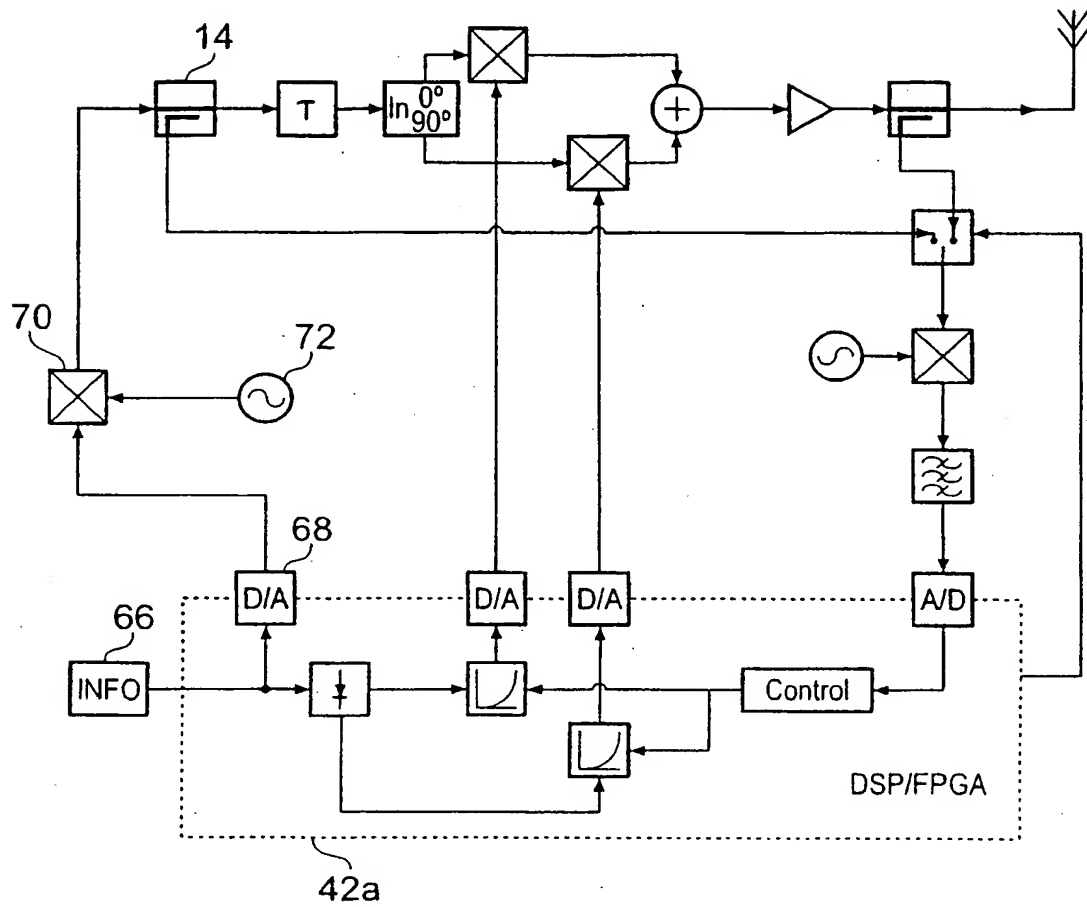 14
T
In 0° 90°
70
72
68
D/A
D/A
D/A
A/D
66
INFO
Control
DSP/FPGA
42a